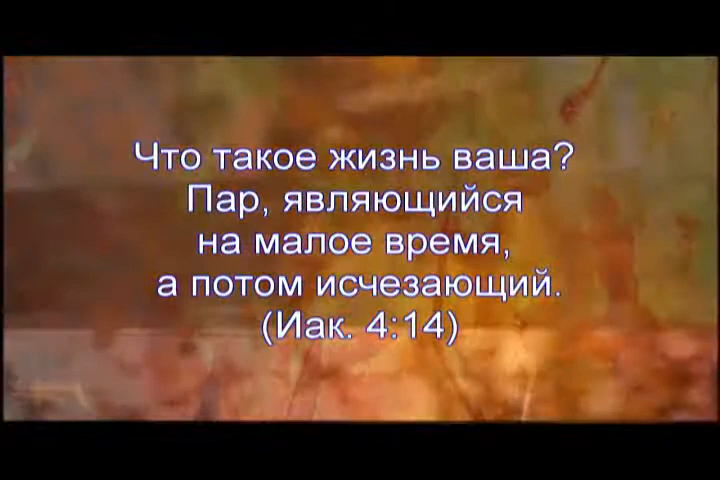 Что такое жизнь ваша?
Пар, являющийся
на малое время,
а потом исчезающий.
(Иак. 4:14)